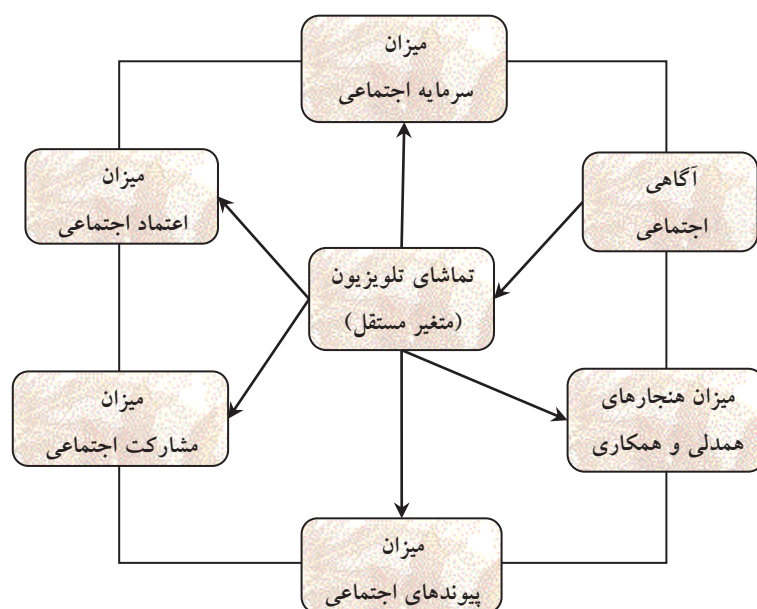 میزان
سرمایه اجتماعی
آگاهی
اجتماعی
میزان
اعتماد اجتماعی
تماشای تلویزیون
(متغیر مستقل)
میزان هنجارهای
همدلی و همکاری
میزان
مشارکت اجتماعی
میزان
پیوندهای اجتماعی